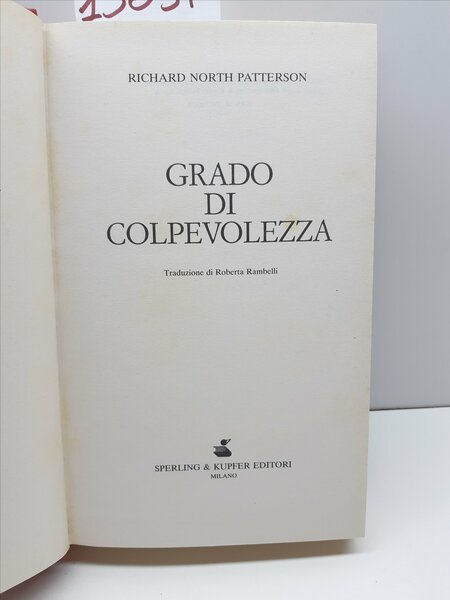 RICHARD NORTH PATTERSON
GRADO
DI
COLPEVOLEZZA
Traduzione di Roberta Rambelli
SPERLING & KUPFER EDITORI
MILANO